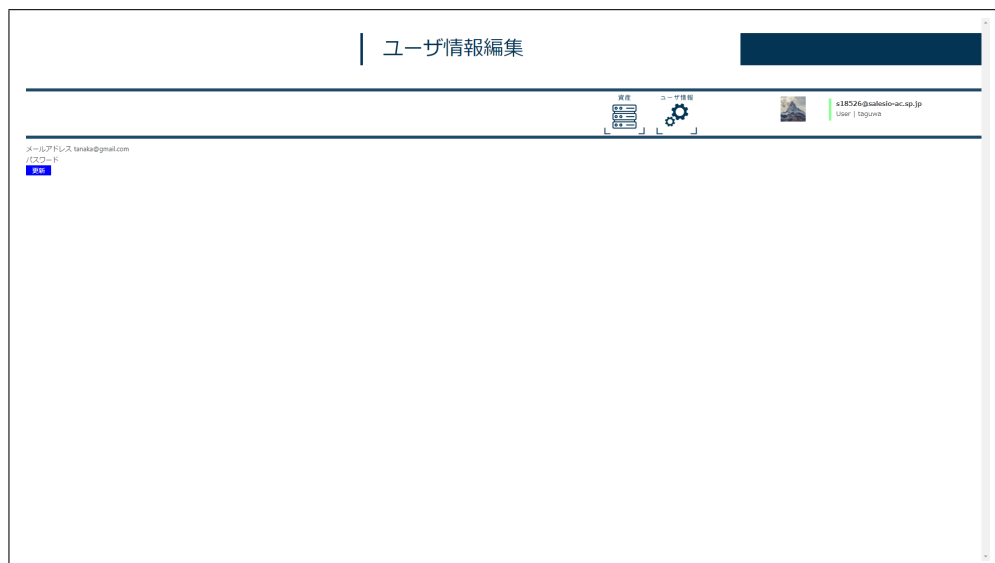 ユーザ情報編集
資産
ユーザ情報
s18526@salesio-ac.sp.jp
User | taguwa
メールアドレス tanaka@gmail.com
パスワード
更新